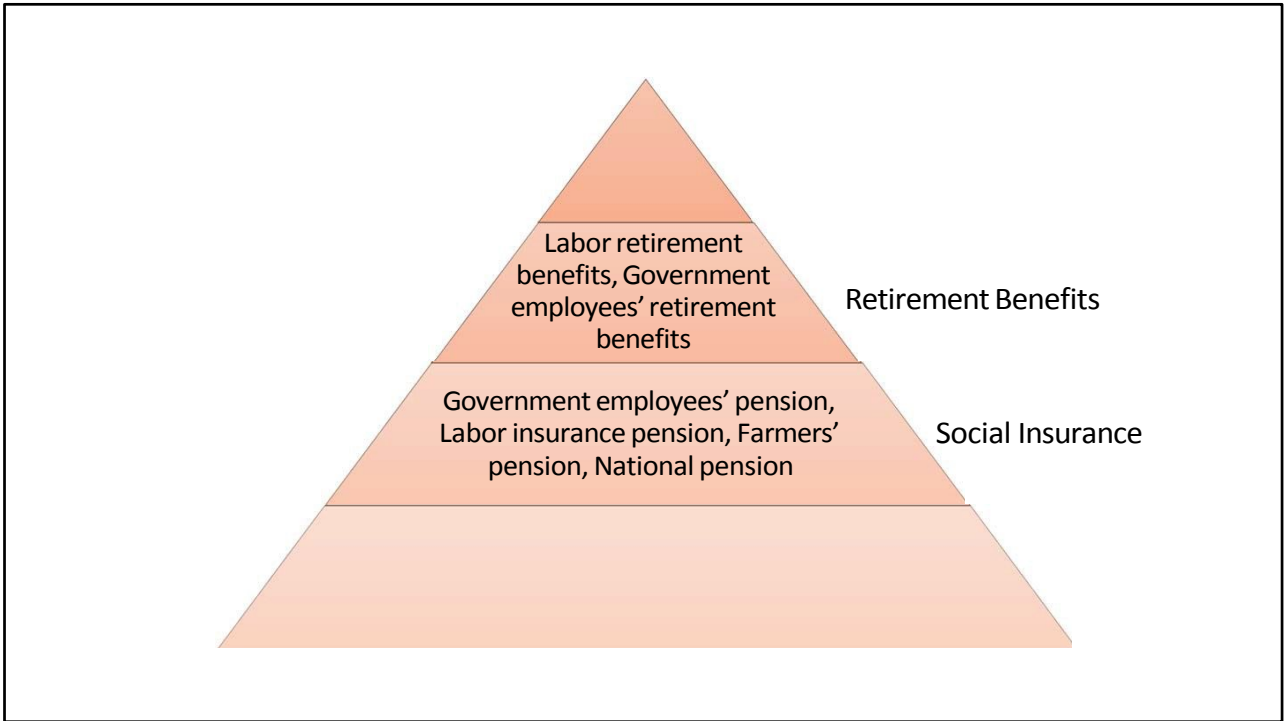 Labor retirement
benefits, Government
employees’ retirement
benefits
Retirement Benefits
Government employees’ pension,
Labor insurance pension, Farmers’
pension, National pension
Social Insurance